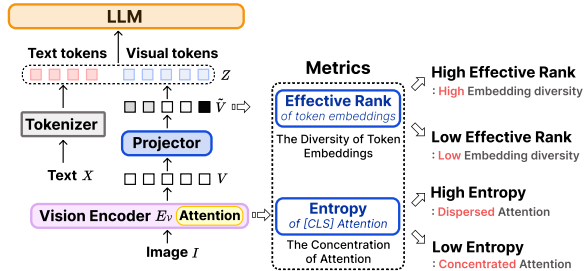 LLM
Text tokens
Visual tokens
Z
Ṽ
Tokenizer
Projector
Text X
V
Vision Encoder E_𝒱
Attention
Image I
Metrics
Effective Rank
of token embeddings
The Diversity of Token
Embeddings
Entropy
of [CLS] Attention
The Concentration
of Attention
High Effective Rank
: High Embedding diversity
Low Effective Rank
: Low Embedding diversity
High Entropy
: Dispersed Attention
Low Entropy
: Concentrated Attention